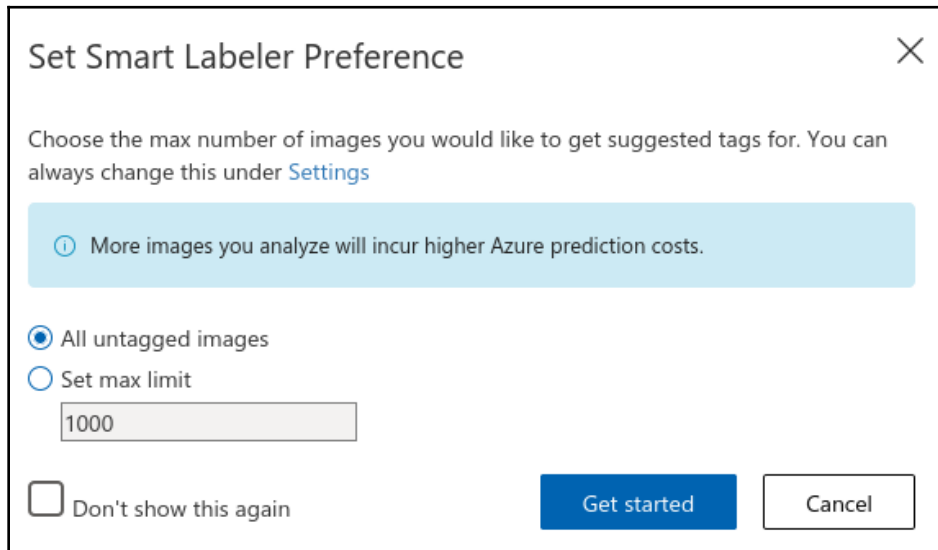 Set Smart Labeler Preference
Choose the max number of images you would like to get suggested tags for. You can
always change this under Settings
More images you analyze will incur higher Azure prediction costs.
All untagged images
Set max limit
1000
Don't show this again
Get started
Cancel